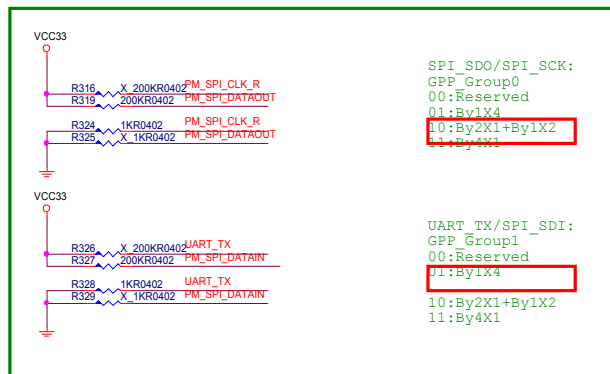 VCC33
R316 X_200KR0402 PM_SPI_CLK_R
R319 200KR0402 PM_SPI_DATAOUT
R324 1KR0402 PM_SPI_CLK_R
R325 X_1KR0402 PM_SPI_DATAOUT
SPI_SDO/SPI_SCK:
GPP_Group0
00:Reserved
01:By1X4
10:By2X1+By1X2
11:By4X1
VCC33
R326 X_200KR0402 UART_TX
R327 200KR0402 PM_SPI_DATAIN
R328 1KR0402 UART_TX
R329 X_1KR0402 PM_SPI_DATAIN
UART_TX/SPI_SDI:
GPP_Group1
00:Reserved
01:By1X4
10:By2X1+By1X2
11:By4X1